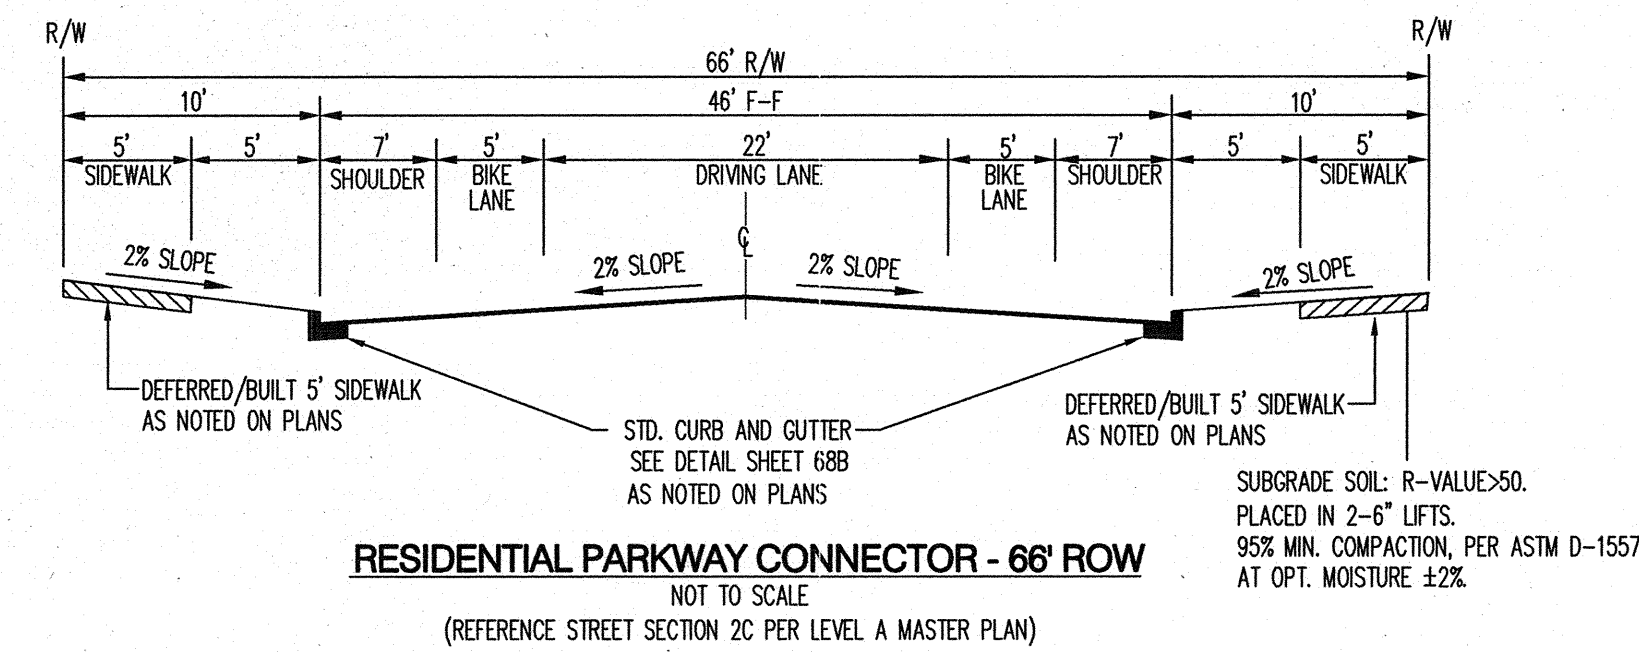 R/W
R/W
66' R/W
10'
46' F-F
10'
5'
5'
7'
5'
22'
5'
7'
5'
5'
SIDEWALK
SHOULDER
BIKE
LANE
DRIVING LANE
BIKE
LANE
SHOULDER
SIDEWALK
℄
2% SLOPE
2% SLOPE
2% SLOPE
2% SLOPE
DEFERRED/BUILT 5' SIDEWALK
AS NOTED ON PLANS
STD. CURB AND GUTTER
SEE DETAIL SHEET 68B
AS NOTED ON PLANS
DEFERRED/BUILT 5' SIDEWALK
AS NOTED ON PLANS
SUBGRADE SOIL: R-VALUE>50.
PLACED IN 2-6" LIFTS.
95% MIN. COMPACTION, PER ASTM D-1557
AT OPT. MOISTURE ±2%.
RESIDENTIAL PARKWAY CONNECTOR - 66' ROW
NOT TO SCALE
(REFERENCE STREET SECTION 2C PER LEVEL A MASTER PLAN)